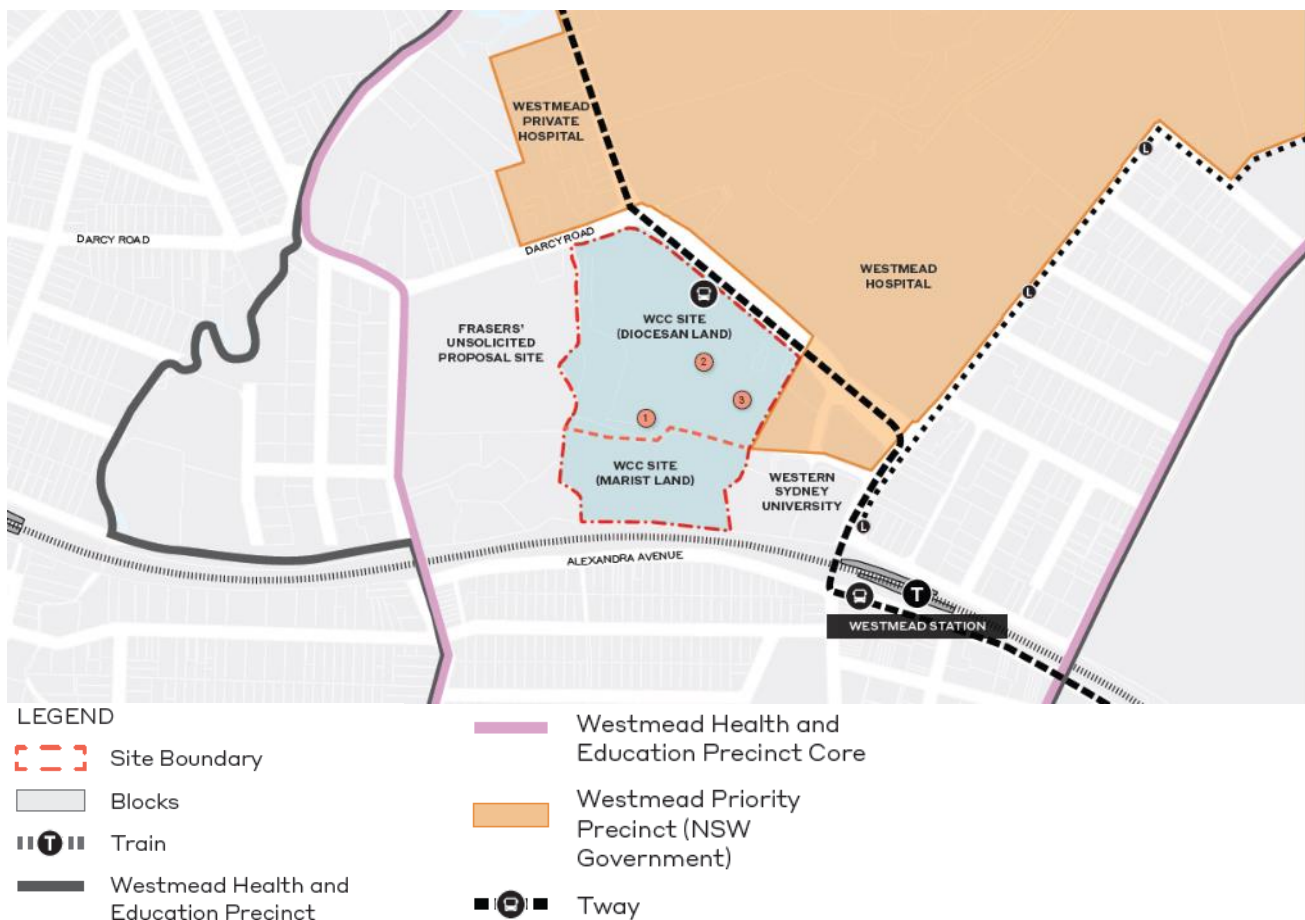 WESTMEAD
PRIVATE
HOSPITAL
DARCY ROAD
DARCY ROAD
WESTMEAD
HOSPITAL
L
L
FRASERS'
UNSOLICITED
PROPOSAL SITE
WCC SITE
(DIOCESAN LAND)
2
3
1
WCC SITE
(MARIST LAND)
WESTERN
SYDNEY
UNIVERSITY
L
ALEXANDRA AVENUE
T
WESTMEAD STATION
LEGEND
Site Boundary
Blocks
T
Train
Westmead Health and
Education Precinct
Westmead Health and
Education Precinct Core
Westmead Priority
Precinct (NSW
Government)
Tway